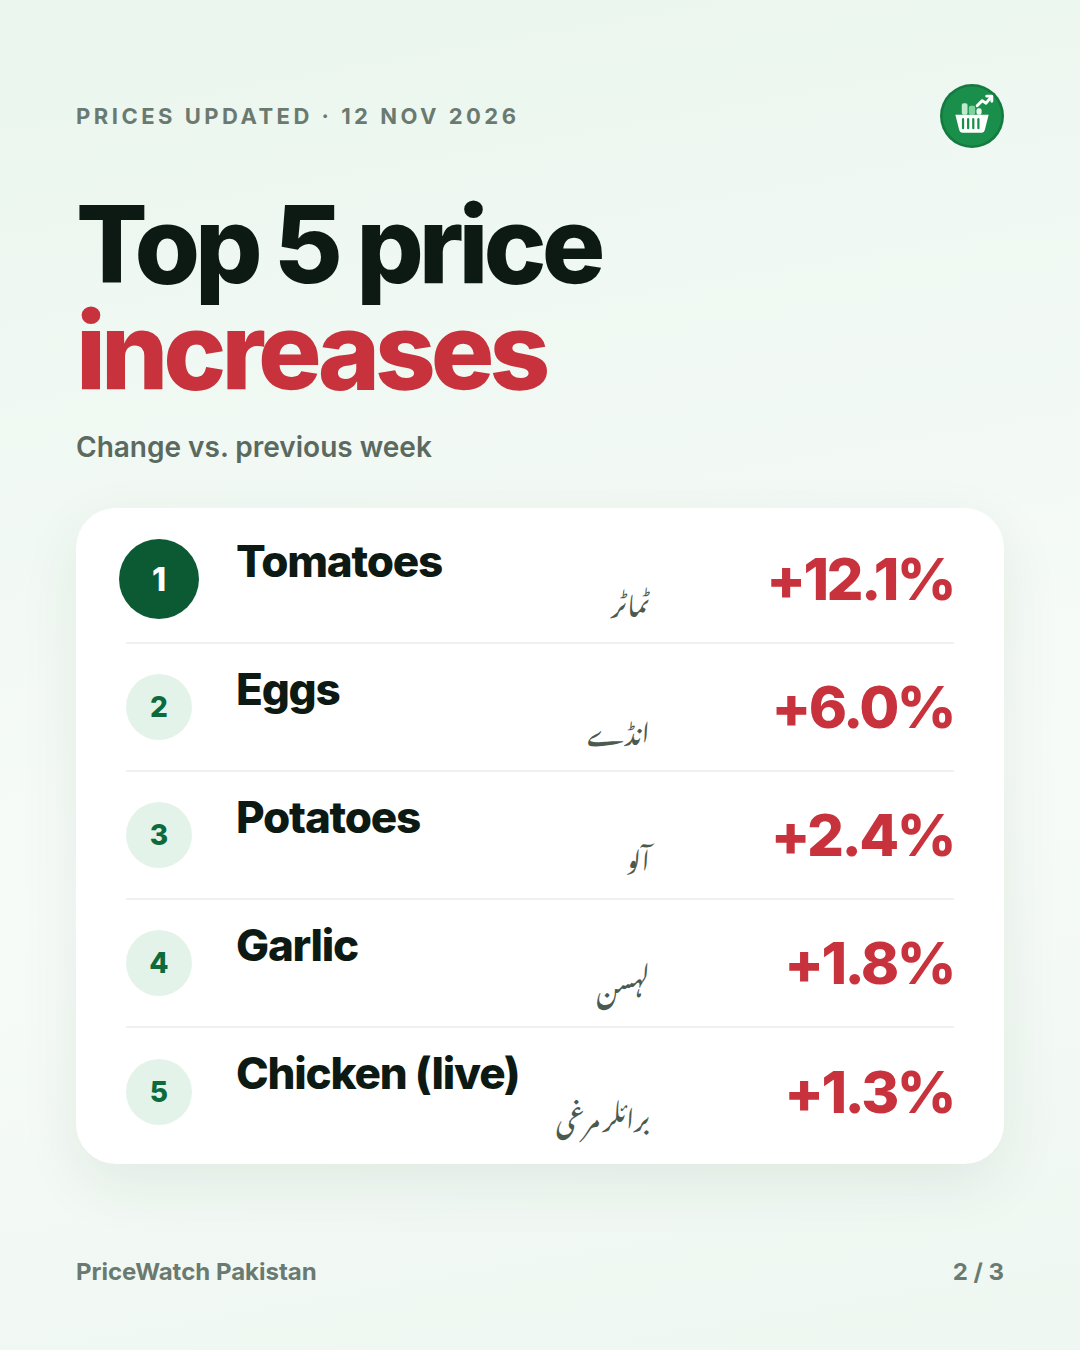 PRICES UPDATED · 12 NOV 2026
Top 5 price
increases
Change vs. previous week
1
Tomatoes
ٹماٹر
+12.1%
2
Eggs
انڈے
+6.0%
3
Potatoes
آلو
+2.4%
4
Garlic
لہسن
+1.8%
5
Chicken (live)
برائلر مرغی
+1.3%
PriceWatch Pakistan
2 / 3